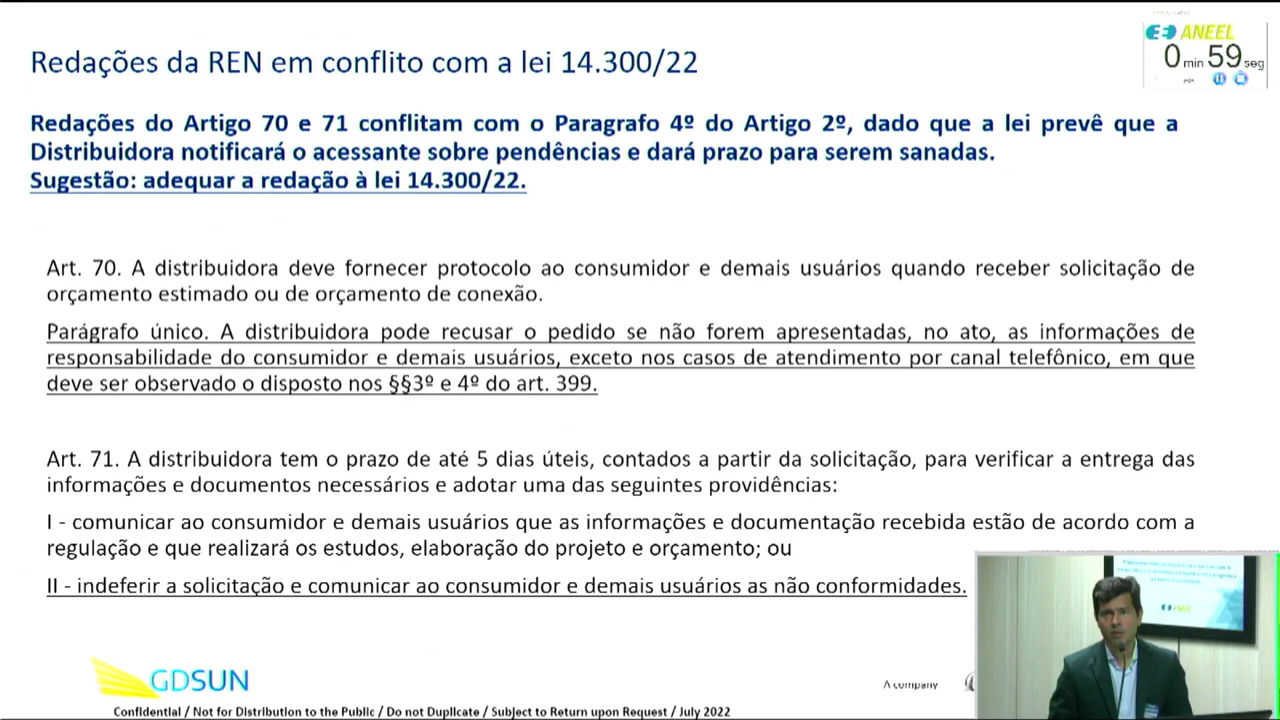 Redações da REN em conflito com a lei 14.300/22
ANEEL
0 min 59 seg
Redações do Artigo 70 e 71 conflitam com o Paragrafo 4º do Artigo 2º, dado que a lei prevê que a
Distribuidora notificará o acessante sobre pendências e dará prazo para serem sanadas.
Sugestão: adequar a redação à lei 14.300/22.
Art. 70. A distribuidora deve fornecer protocolo ao consumidor e demais usuários quando receber solicitação de
orçamento estimado ou de orçamento de conexão.
Parágrafo único. A distribuidora pode recusar o pedido se não forem apresentadas, no ato, as informações de
responsabilidade do consumidor e demais usuários, exceto nos casos de atendimento por canal telefônico, em que
deve ser observado o disposto nos §§3º e 4º do art. 399.
Art. 71. A distribuidora tem o prazo de até 5 dias úteis, contados a partir da solicitação, para verificar a entrega das
informações e documentos necessários e adotar uma das seguintes providências:
I - comunicar ao consumidor e demais usuários que as informações e documentação recebida estão de acordo com a
regulação e que realizará os estudos, elaboração do projeto e orçamento; ou
II - indeferir a solicitação e comunicar ao consumidor e demais usuários as não conformidades.
ANEEL
GDSUN
A company
Confidential / Not for Distribution to the Public / Do not Duplicate / Subject to Return upon Request / July 2022